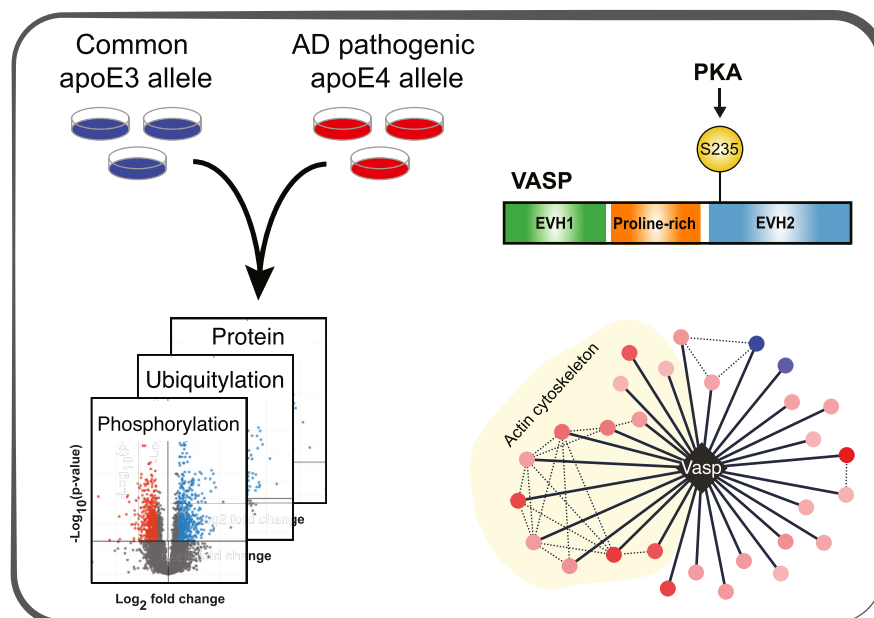 Common
apoE3 allele
AD pathogenic
apoE4 allele
PKA
S235
VASP
EVH1
Proline-rich
EVH2
Protein
Ubiquitylation
Phosphorylation
-Log10(p-value)
Log2 fold change
Actin cytoskeleton
Vasp